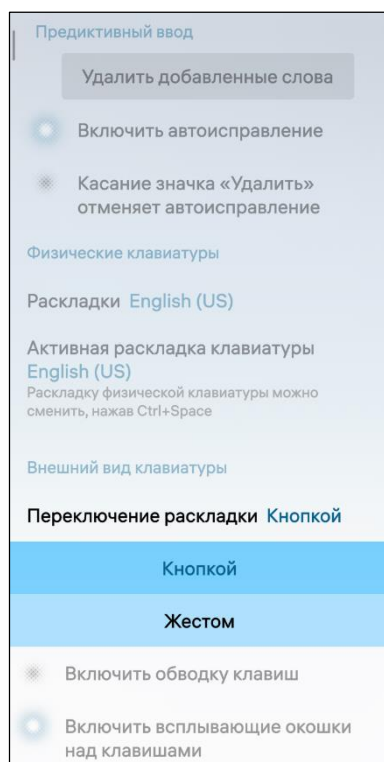 Предиктивный ввод
Удалить добавленные слова
Включить автоисправление
Касание значка «Удалить»
отменяет автоисправление
Физические клавиатуры
Раскладки English (US)
Активная раскладка клавиатуры
English (US)
Раскладку физической клавиатуры можно
сменить, нажав Ctrl+Space
Внешний вид клавиатуры
Переключение раскладки Кнопкой
Кнопкой
Жестом
Включить обводку клавиш
Включить всплывающие окошки
над клавишами